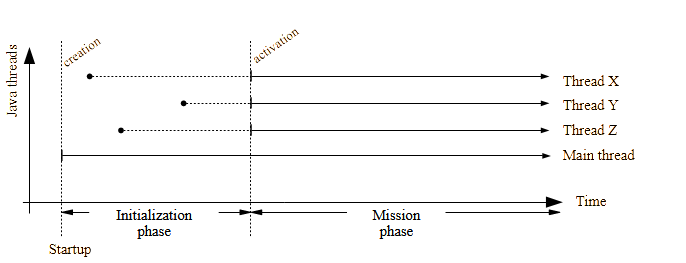 Java threads
creation
activation
Thread X
Thread Y
Thread Z
Main thread
Time
Initialization
phase
Mission
phase
Startup